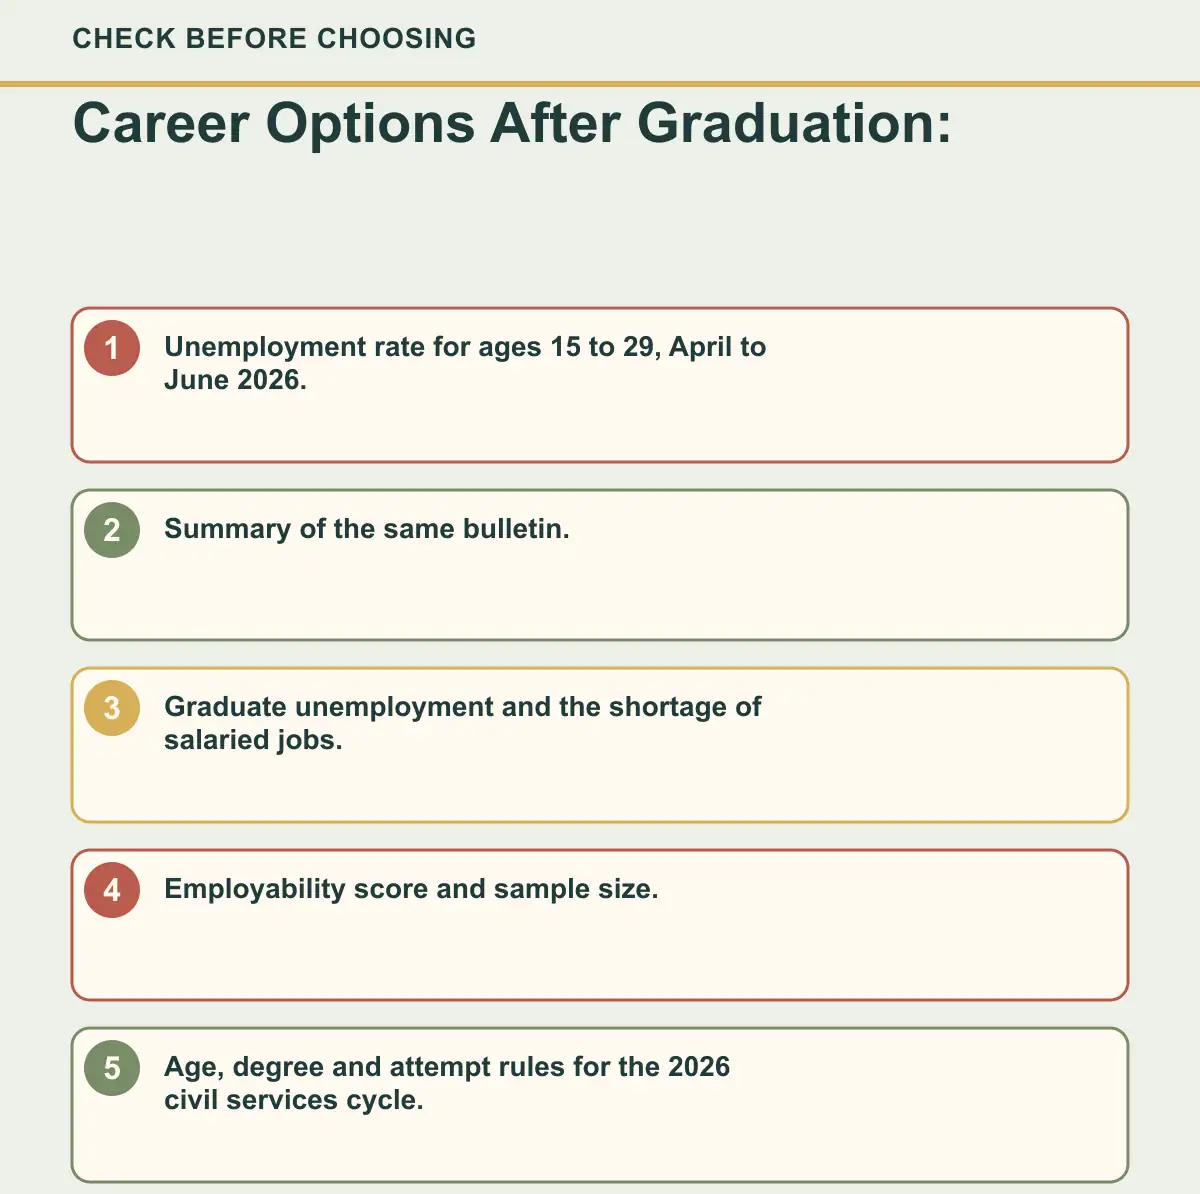 CHECK BEFORE CHOOSING
Career Options After Graduation:
1
Unemployment rate for ages 15 to 29, April to
June 2026.
2
Summary of the same bulletin.
3
Graduate unemployment and the shortage of
salaried jobs.
4
Employability score and sample size.
5
Age, degree and attempt rules for the 2026
civil services cycle.